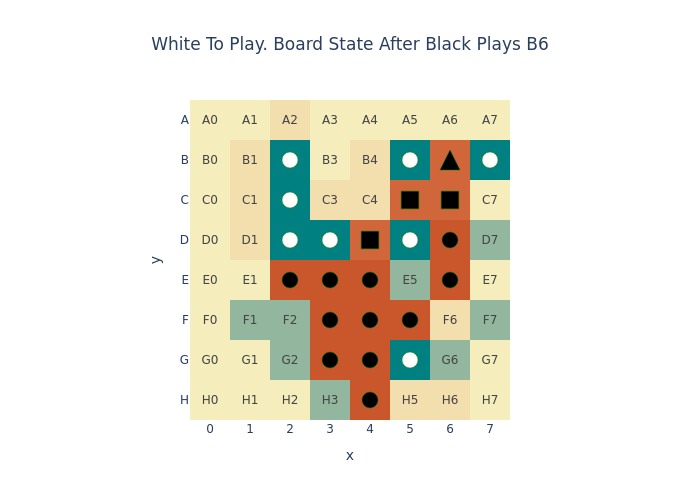 White To Play. Board State After Black Plays B6
A A0 A1 A2 A3 A4 A5 A6 A7
B B0 B1 B3 B4
C C0 C1 C3 C4 C7
D D0 D1 D7
E E0 E1 E5 E7
F F0 F1 F2 F6 F7
G G0 G1 G2 G6 G7
H H0 H1 H2 H3 H5 H6 H7
0 1 2 3 4 5 6 7
x
y